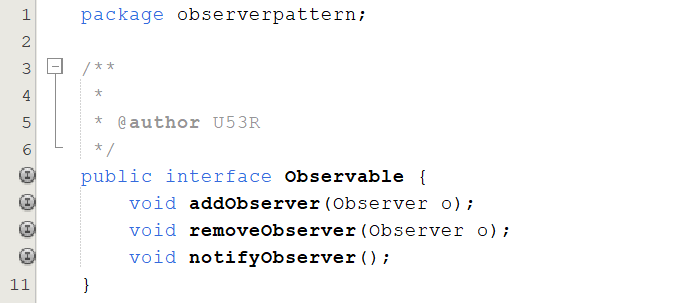 1 package observerpattern;
2
3 /**
4 *
5 * @author U53R
6 */
public interface Observable {
void addObserver(Observer o);
void removeObserver(Observer o);
void notifyObserver();
11 }